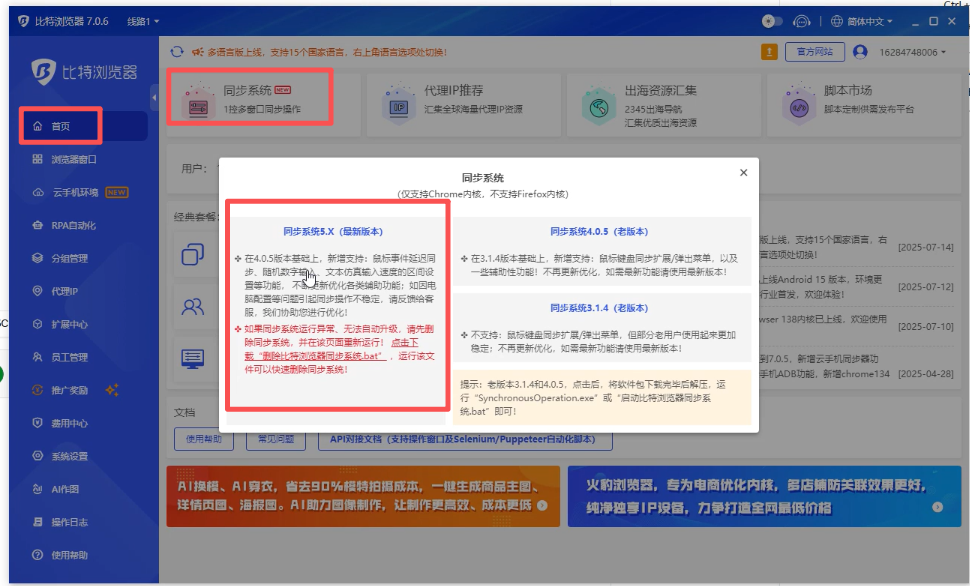 Ctrl +
比特浏览器 7.0.6
线路1
简体中文
多语言版上线，支持15个国家语言，右上角语言选项处切换！
官方网站
16284748006
比特浏览器
首页
浏览器窗口
云手机环境 NEW
RPA自动化
分组管理
代理IP
扩展中心
员工管理
推广奖励
费用中心
系统设置
AI作图
操作日志
使用帮助
同步系统 NEW
1控多窗口同步操作
代理IP推荐
汇集全球海量代理IP资源
出海资源汇集
2345出海导航
汇集优质出海资源
脚本市场
脚本定制供需发布平台
用户：
经典套餐：
同步系统
(仅支持Chrome内核，不支持Firefox内核)
同步系统5.X（最新版本）
在4.0.5版本基础上，新增支持：鼠标事件延迟同
步、随机数字输入、文本仿真输入速度的区间设
置等功能，不断更新优化各类辅助功能；如因电
脑配置等问题引起同步操作不稳定，请反馈给客
服，我们协助您进行优化！
如果同步系统运行异常、无法自动升级，请先删
除同步系统，并在该页面重新运行！ 点击下
载“删除比特浏览器同步系统.bat” ，运行该文
件可以快速删除同步系统！
同步系统4.0.5（老版本）
在3.1.4版本基础上，新增支持：鼠标键盘同步扩展/弹出菜单，以及
一些辅助性功能！不再更新优化，如需最新功能请使用最新版本！
同步系统3.1.4（老版本）
不支持：鼠标键盘同步扩展/弹出菜单，但部分老用户使用起来更加
稳定；不再更新优化，如需最新功能请使用最新版本！
提示：老版本3.1.4和4.0.5，点击后，将软件包下载完毕后解压，运
行“SynchronousOperation.exe”或“启动比特浏览器同步系
统.bat”即可！
版上线，支持15个国家语言，右
言选项处切换！
[2025-07-14]
上线Android 15 版本，环境更
行业首发，欢迎体验！
[2025-07-12]
wser 138内核已上线，欢迎使用
[2025-07-10]
到7.0.5、新增云手机同步器功
手机ADB功能，新增chrome134
[2025-04-28]
文档
使用帮助
常见问题
API对接文档（支持操作窗口及Selenium/Puppeteer自动化脚本）
AI换模、AI穿衣，省去90%模特拍摄成本，一键生成商品主图、
详情页图、海报图。AI助力图像制作，让制作更高效、成本更低
火豹浏览器，专为电商优化内核，多店铺防关联效果更好，
纯净独享IP设备，力争打造全网最低价格